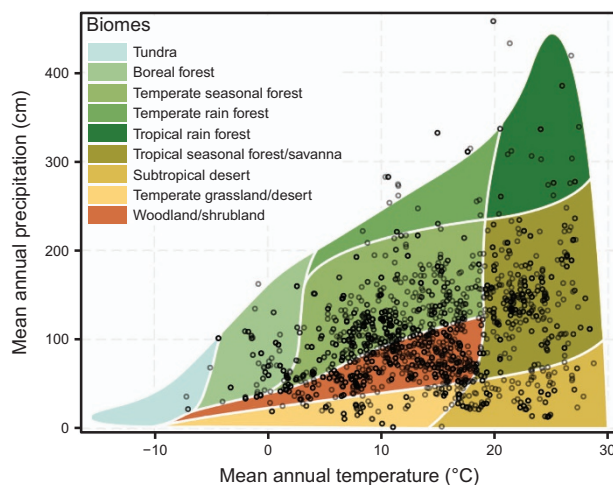 Biomes
Tundra
Boreal forest
Temperate seasonal forest
Temperate rain forest
Tropical rain forest
Tropical seasonal forest/savanna
Subtropical desert
Temperate grassland/desert
Woodland/shrubland
Mean annual precipitation (cm)
400
300
200
100
0
−10
0
10
20
30
Mean annual temperature (°C)